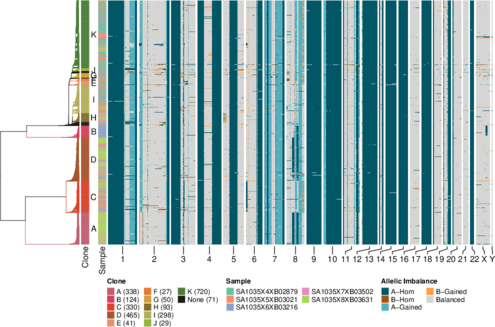 K
J
G
E
I
H
B
D
C
A
Clone
Sample
1 2 3 4 5 6 7 8 9 10 11 12 13 14 15 16 17 18 19 20 21 22 X Y
Clone
A (338)
B (124)
C (330)
D (465)
E (41)
F (27)
G (50)
H (93)
I (298)
J (29)
K (720)
None (71)
Sample
SA1035X4XB02879
SA1035X5XB03021
SA1035X6XB03216
SA1035X7XB03502
SA1035X8XB03631
Allelic Imbalance
A–Hom
B–Hom
A–Gained
B–Gained
Balanced